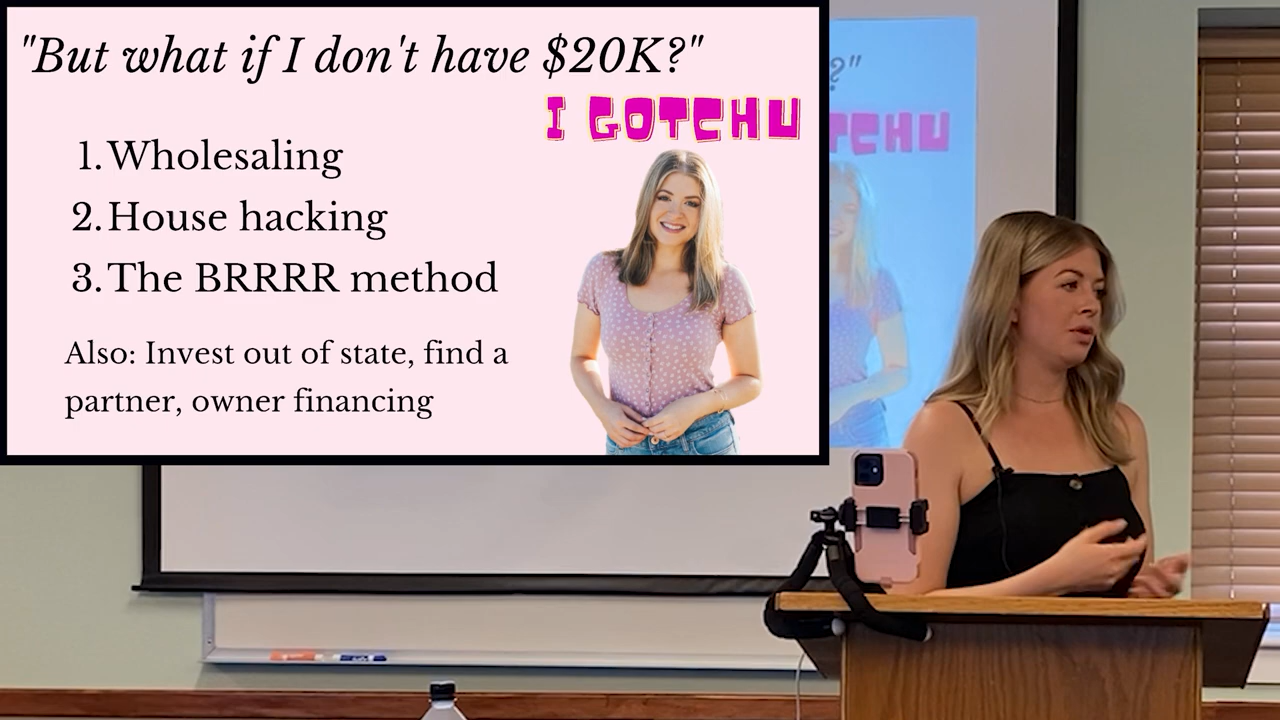 "But what if I don't have $20K?"
I GOTCHU
1. Wholesaling
2. House hacking
3. The BRRRR method
Also: Invest out of state, find a
partner, owner financing
?"
TCHU